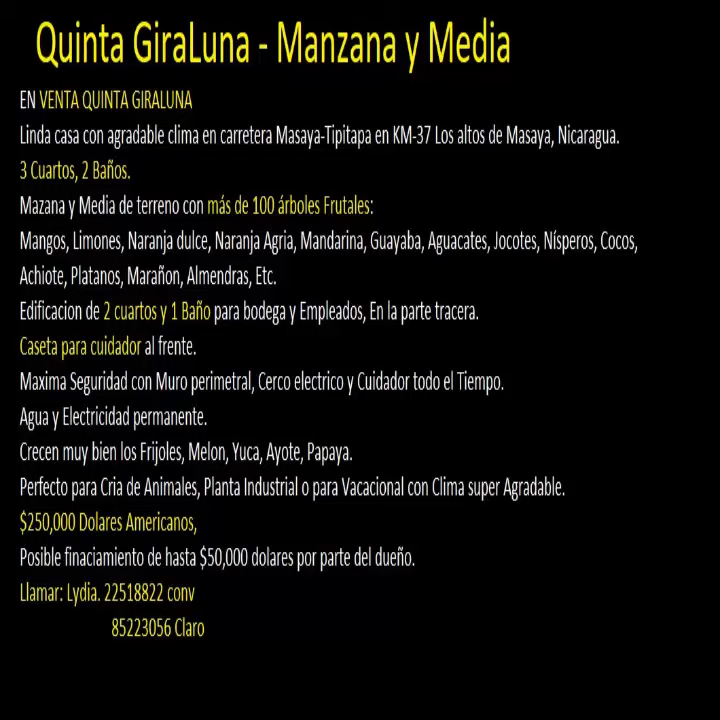 Quinta GiraLuna - Manzana y Media
EN VENTA QUINTA GIRALUNA
Linda casa con agradable clima en carretera Masaya-Tipitapa en KM-37 Los altos de Masaya, Nicaragua.
3 Cuartos, 2 Baños.
Mazana y Media de terreno con más de 100 árboles Frutales:
Mangos, Limones, Naranja dulce, Naranja Agria, Mandarina, Guayaba, Aguacates, Jocotes, Nísperos, Cocos,
Achiote, Platanos, Marañon, Almendras, Etc.
Edificacion de 2 cuartos y 1 Baño para bodega y Empleados, En la parte tracera.
Caseta para cuidador al frente.
Maxima Seguridad con Muro perimetral, Cerco electrico y Cuidador todo el Tiempo.
Agua y Electricidad permanente.
Crecen muy bien los Frijoles, Melon, Yuca, Ayote, Papaya.
Perfecto para Cria de Animales, Planta Industrial o para Vacacional con Clima super Agradable.
$250,000 Dolares Americanos,
Posible finaciamiento de hasta $50,000 dolares por parte del dueño.
Llamar: Lydia. 22518822 conv
85223056 Claro